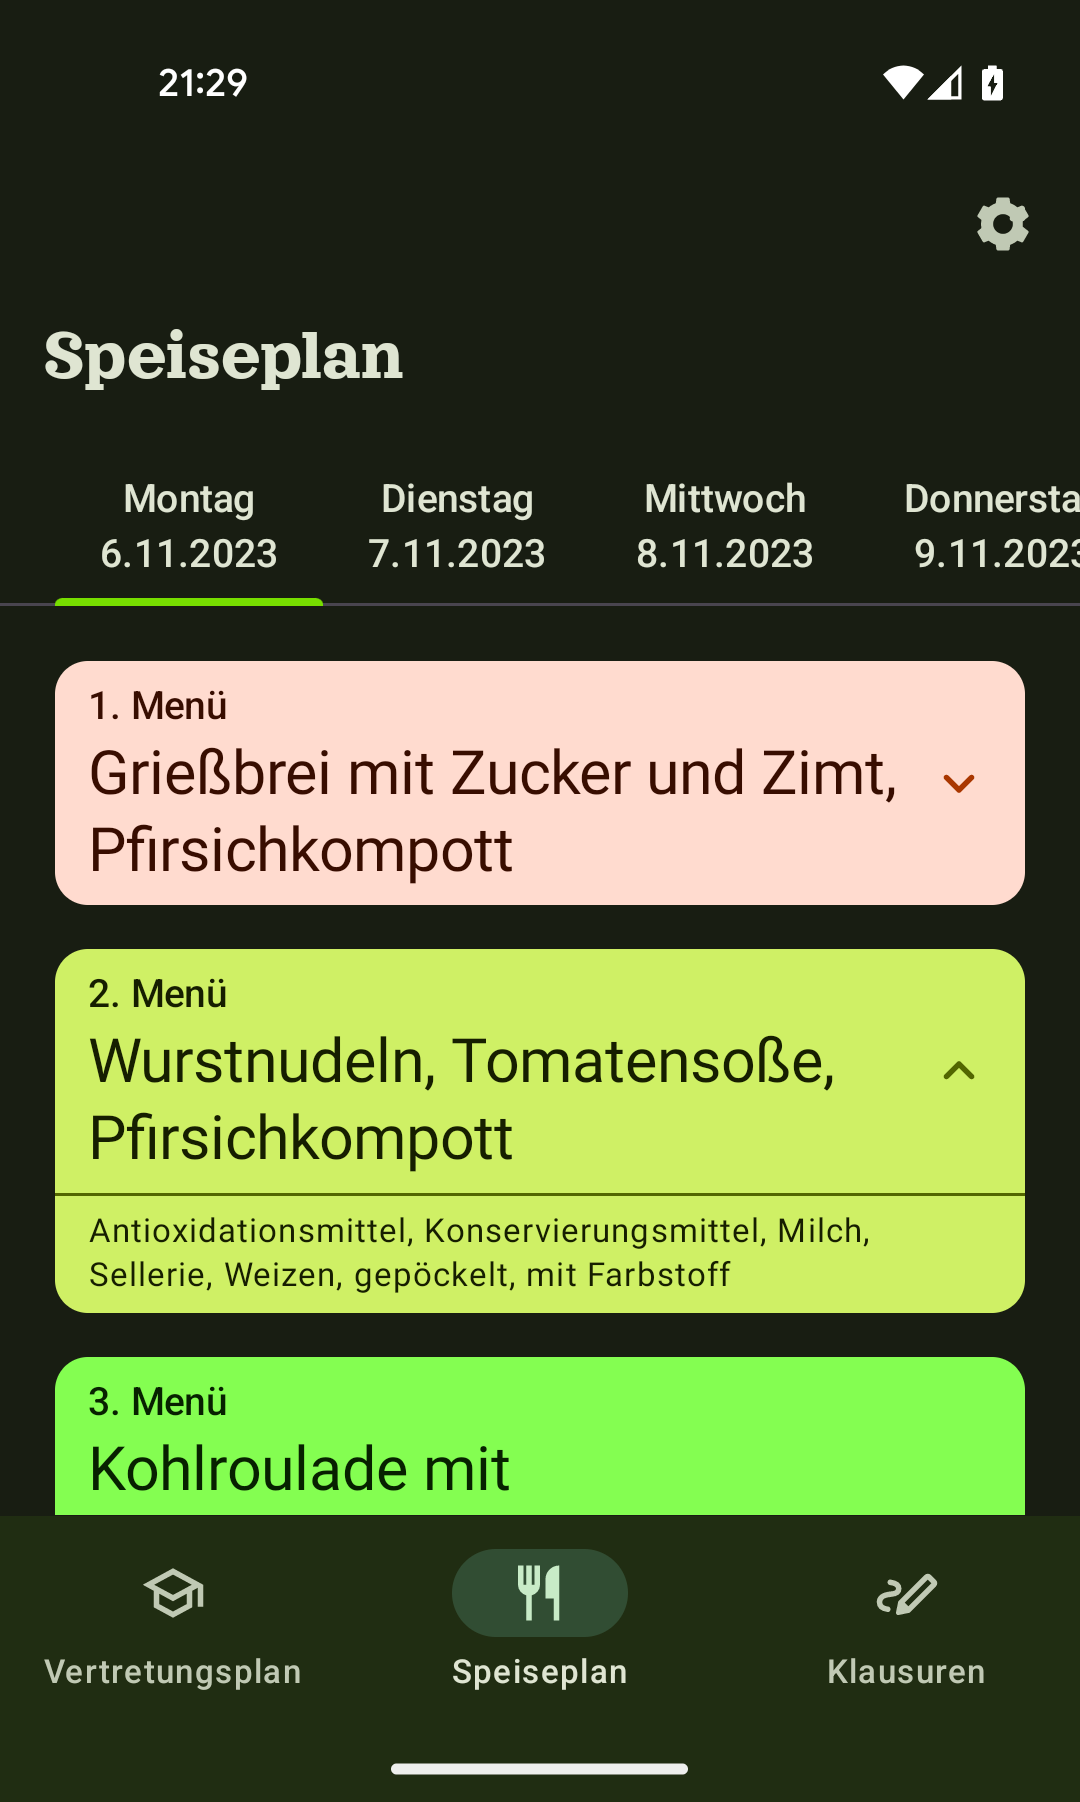 21:29
Speiseplan
Montag
6.11.2023
Dienstag
7.11.2023
Mittwoch
8.11.2023
Donnersta
9.11.2023
1. Menü
Grießbrei mit Zucker und Zimt,
Pfirsichkompott
2. Menü
Wurstnudeln, Tomatensoße,
Pfirsichkompott
Antioxidationsmittel, Konservierungsmittel, Milch,
Sellerie, Weizen, gepöckelt, mit Farbstoff
3. Menü
Kohlroulade mit
Vertretungsplan
Speiseplan
Klausuren